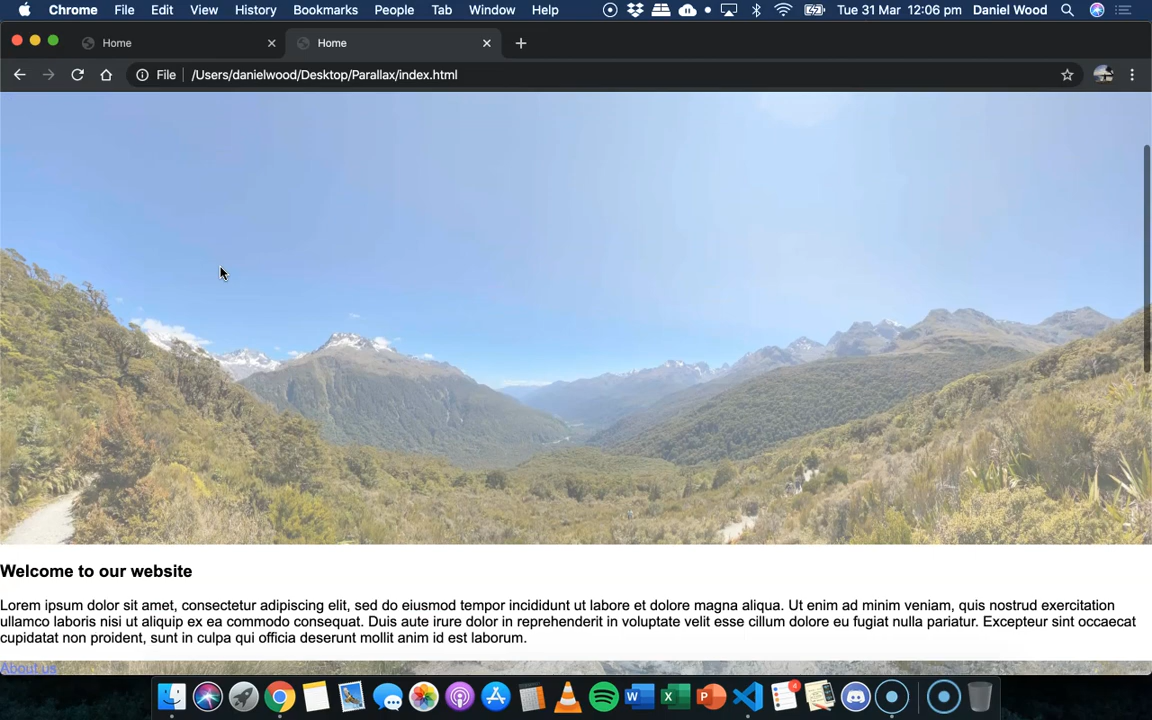 Chrome File Edit View History Bookmarks People Tab Window Help Tue 31 Mar 12:06 pm Daniel Wood
Home Home
File /Users/danielwood/Desktop/Parallax/index.html
Welcome to our website
Lorem ipsum dolor sit amet, consectetur adipiscing elit, sed do eiusmod tempor incididunt ut labore et dolore magna aliqua. Ut enim ad minim veniam, quis nostrud exercitation
ullamco laboris nisi ut aliquip ex ea commodo consequat. Duis aute irure dolor in reprehenderit in voluptate velit esse cillum dolore eu fugiat nulla pariatur. Excepteur sint occaecat
cupidatat non proident, sunt in culpa qui officia deserunt mollit anim id est laborum.
About us
W X P 4